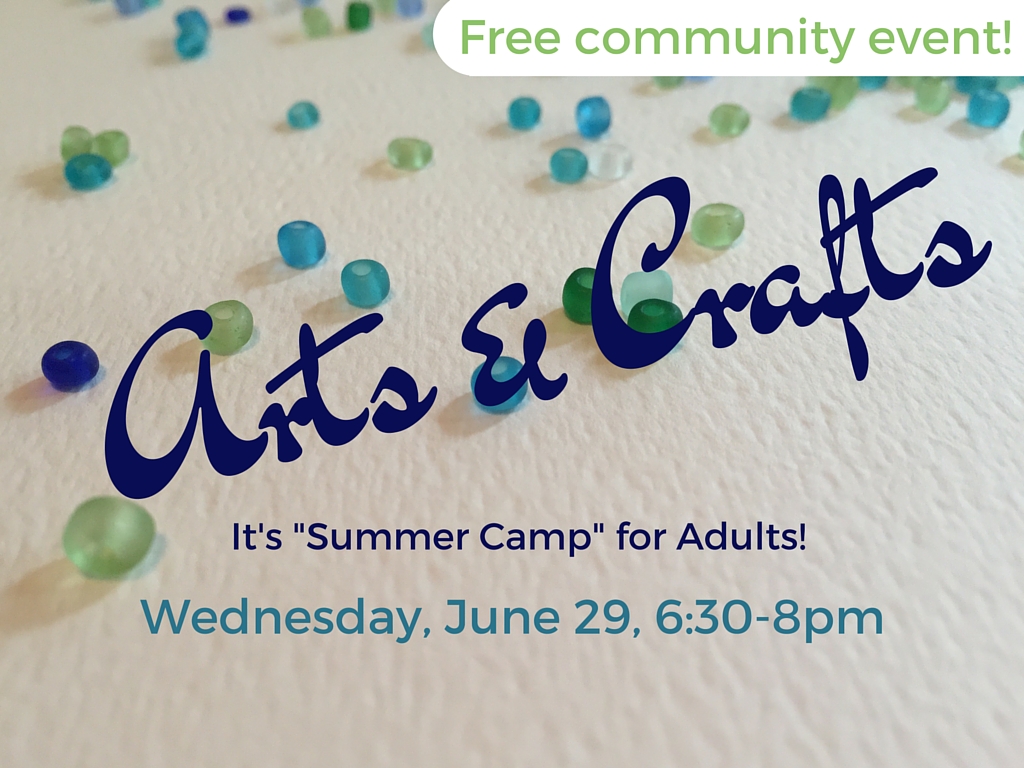 Free community event!
Arts & Crafts
It's "Summer Camp" for Adults!
Wednesday, June 29, 6:30-8pm